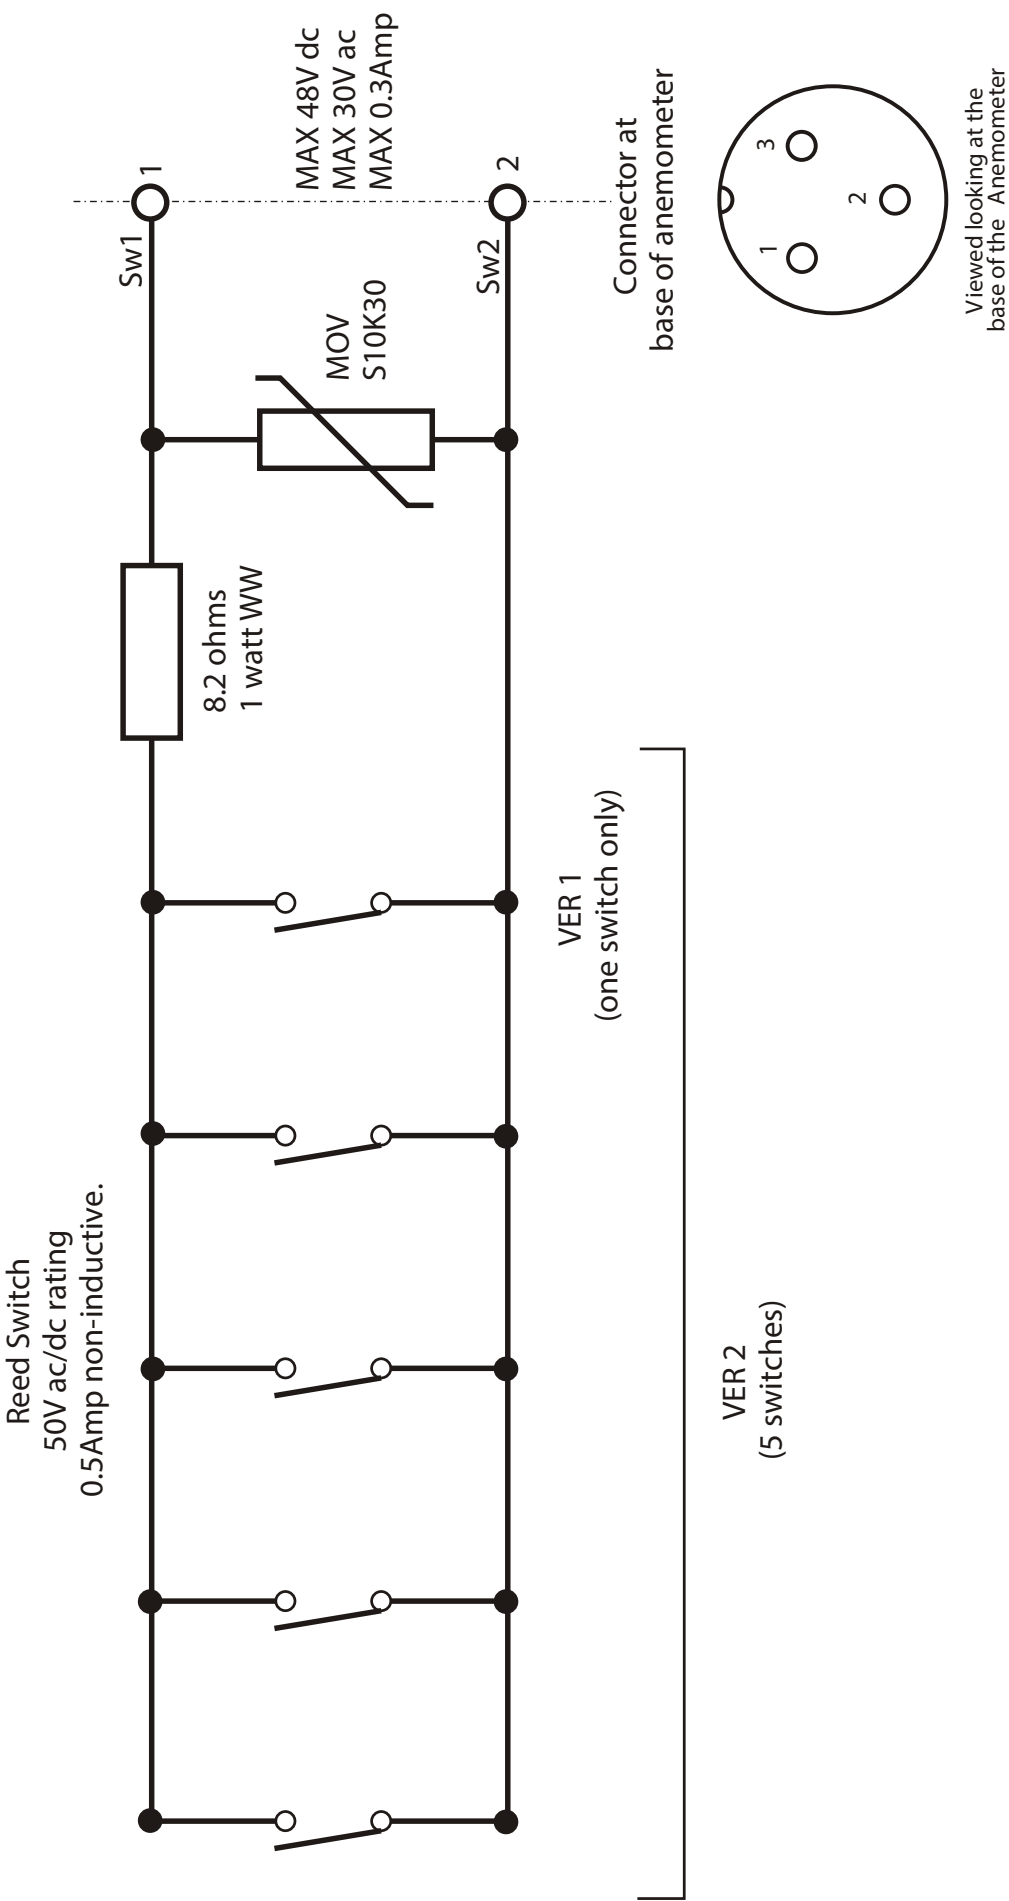 Reed Switch
50V ac/dc rating
0.5Amp non-inductive.
8.2 ohms
1 watt WW
Sw1
1
MOV
S10K30
MAX 48V dc
MAX 30V ac
MAX 0.3Amp
Sw2
2
VER 1
(one switch only)
VER 2
(5 switches)
Connector at
base of anemometer
1
2
3
Viewed looking at the
base of the Anemometer